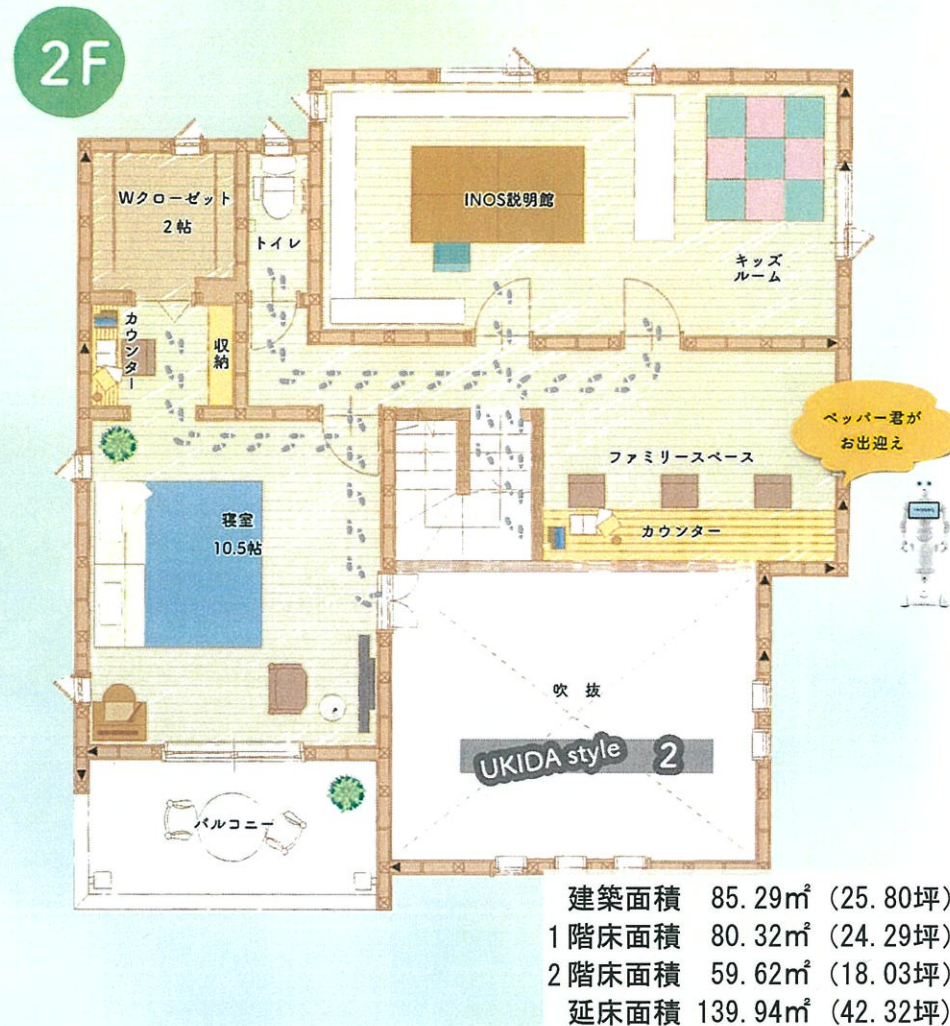 2F
Wクローゼット
2帖
トイレ
INOS説明館
キッズ
ルーム
カウンター
収納
ペッパー君が
お出迎え
ファミリースペース
カウンター
寝室
10.5帖
吹抜
UKIDA style 2
バルコニー
建築面積 85.29㎡ (25.80坪)
1階床面積 80.32㎡ (24.29坪)
2階床面積 59.62㎡ (18.03坪)
延床面積 139.94㎡ (42.32坪)